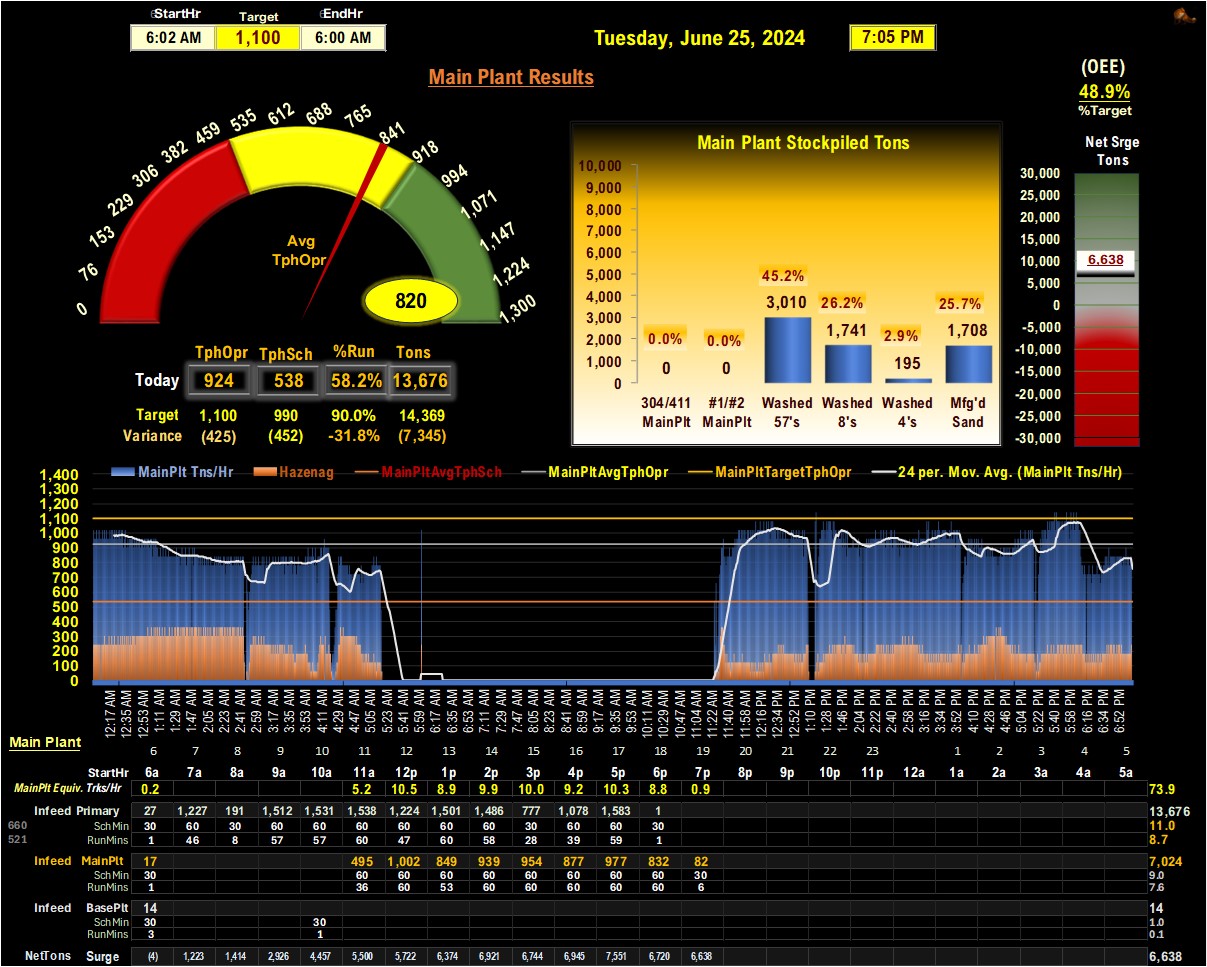 StartHr Target EndHr
6:02 AM 1,100 6:00 AM
Tuesday, June 25, 2024 7:05 PM
Main Plant Results
(OEE)
48.9%
%Target
Net Srge
Tons
0 76 153 229 306 382 459 535 612 688 765 841 918 994 1,071 1,147 1,224 1,300
Avg
TphOpr
820
TphOpr TphSch %Run Tons
Today 924 538 58.2% 13,676
Target 1,100 990 90.0% 14,369
Variance (425) (452) -31.8% (7,345)
Main Plant Stockpiled Tons
10,000
9,000
8,000
7,000
6,000
5,000
4,000
3,000
2,000
1,000
0
0.0% 0.0% 45.2% 26.2% 2.9% 25.7%
0 0 3,010 1,741 195 1,708
304/411 #1/#2 Washed Washed Washed Mfg'd
MainPlt MainPlt 57's 8's 4's Sand
30,000
25,000
20,000
15,000
10,000
5,000
0
-5,000
-10,000
-15,000
-20,000
-25,000
-30,000
6,638
MainPlt Tns/Hr Hazenag MainPltAvgTphSch MainPltAvgTphOpr MainPltTargetTphOpr 24 per. Mov. Avg. (MainPlt Tns/Hr)
1,400
1,300
1,200
1,100
1,000
900
800
700
600
500
400
300
200
100
0
12:17 AM 12:35 AM 12:53 AM 1:11 AM 1:29 AM 1:47 AM 2:05 AM 2:23 AM 2:41 AM 2:59 AM 3:17 AM 3:35 AM 3:53 AM 4:11 AM 4:29 AM 4:47 AM 5:05 AM 5:23 AM 5:41 AM 5:59 AM 6:17 AM 6:35 AM 6:53 AM 7:11 AM 7:29 AM 7:47 AM 8:05 AM 8:23 AM 8:41 AM 8:59 AM 9:17 AM 9:35 AM 9:53 AM 10:11 AM 10:29 AM 10:47 AM 11:04 AM 11:22 AM 11:40 AM 11:58 AM 12:16 PM 12:34 PM 12:52 PM 1:10 PM 1:28 PM 1:46 PM 2:04 PM 2:22 PM 2:40 PM 2:58 PM 3:16 PM 3:34 PM 3:52 PM 4:10 PM 4:28 PM 4:46 PM 5:04 PM 5:22 PM 5:40 PM 5:58 PM 6:16 PM 6:34 PM 6:52 PM
Main Plant 6 7 8 9 10 11 12 13 14 15 16 17 18 19 20 21 22 23 1 2 3 4 5
StartHr 6a 7a 8a 9a 10a 11a 12p 1p 2p 3p 4p 5p 6p 7p 8p 9p 10p 11p 12a 1a 2a 3a 4a 5a
MainPlt Equiv. Trks/Hr 0.2 5.2 10.5 8.9 9.9 10.0 9.2 10.3 8.8 0.9 73.9
Infeed Primary 27 1,227 191 1,512 1,531 1,538 1,224 1,501 1,486 777 1,078 1,583 1 13,676
660 SchMin 30 60 30 60 60 60 60 60 60 30 60 60 30 11.0
521 RunMins 1 46 8 57 57 60 47 60 58 28 39 59 1 8.7
Infeed MainPlt 17 495 1,002 849 939 954 877 977 832 82 7,024
SchMin 30 60 60 60 60 60 60 60 60 30 9.0
RunMins 1 36 60 53 60 60 60 60 60 6 7.6
Infeed BasePlt 14 14
SchMin 30 30 1.0
RunMins 3 1 0.1
NetTons Surge (4) 1,223 1,414 2,926 4,457 5,500 5,722 6,374 6,921 6,744 6,945 7,551 6,720 6,638 6,638